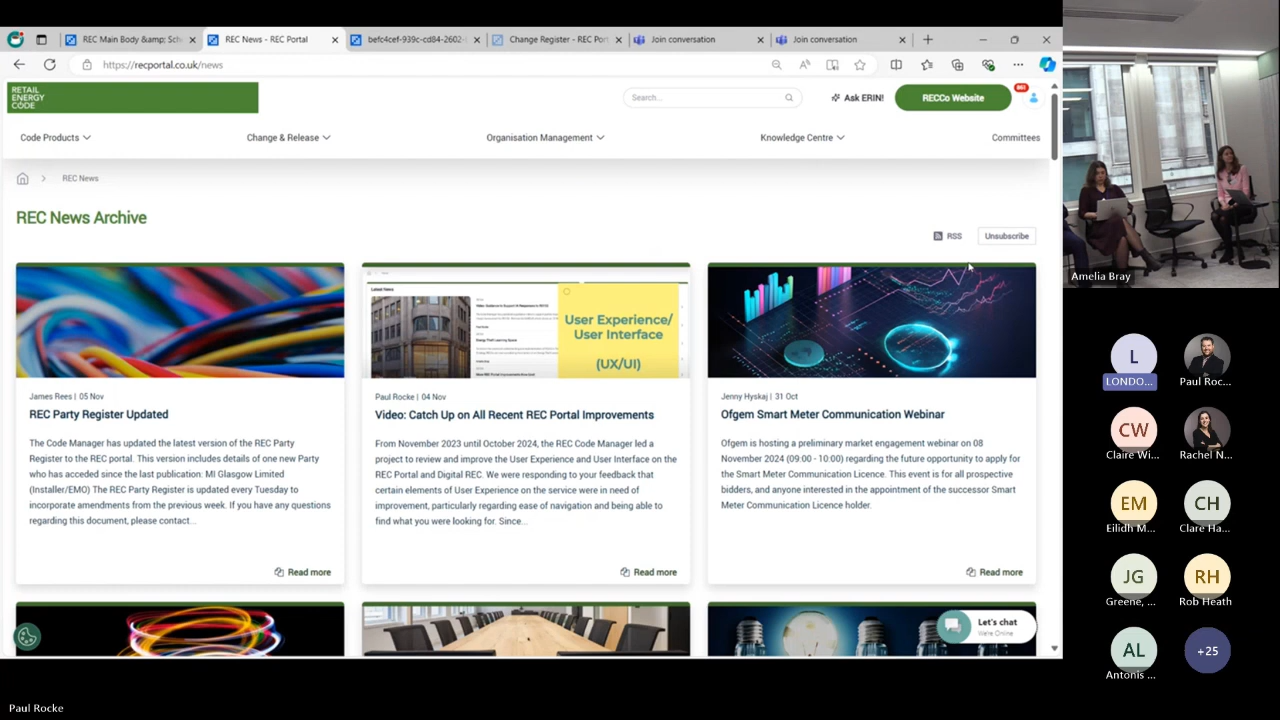 REC Main Body &amp; Sch
REC News - REC Portal
befc4cef-939c-cd84-2602-
Change Register - REC Por
Join conversation
Join conversation
https://recportal.co.uk/news
RETAIL
ENERGY
CODE
Search...
Ask ERIN!
RECCo Website
Code Products
Change & Release
Organisation Management
Knowledge Centre
Committees
REC News
REC News Archive
RSS
Unsubscribe
Latest News
User Experience/
User Interface
(UX/UI)
James Rees | 05 Nov
REC Party Register Updated
The Code Manager has updated the latest version of the REC Party
Register to the REC portal. This version includes details of one new Party
who has acceded since the last publication: MI Glasgow Limited
(Installer/EMO) The REC Party Register is updated every Tuesday to
incorporate amendments from the previous week. If you have any questions
regarding this document, please contact...
Read more
Paul Rocke | 04 Nov
Video: Catch Up on All Recent REC Portal Improvements
From November 2023 until October 2024, the REC Code Manager led a
project to review and improve the User Experience and User Interface on the
REC Portal and Digital REC. We were responding to your feedback that
certain elements of User Experience on the service were in need of
improvement, particularly regarding ease of navigation and being able to
find what you were looking for. Since...
Read more
Jenny Hyskaj | 31 Oct
Ofgem Smart Meter Communication Webinar
Ofgem is hosting a preliminary market engagement webinar on 08
November 2024 (09:00 - 10:00) regarding the future opportunity to apply for
the Smart Meter Communication Licence. This event is for all prospective
bidders, and anyone interested in the appointment of the successor Smart
Meter Communication Licence holder.
Read more
Let's chat
We're Online
Amelia Bray
L
LONDO...
Paul Roc...
CW
Claire Wi...
Rachel N...
EM
Eilidh M...
CH
Clare Ha...
JG
Greene, ...
RH
Rob Heath
AL
Antonis ...
+25
Paul Rocke